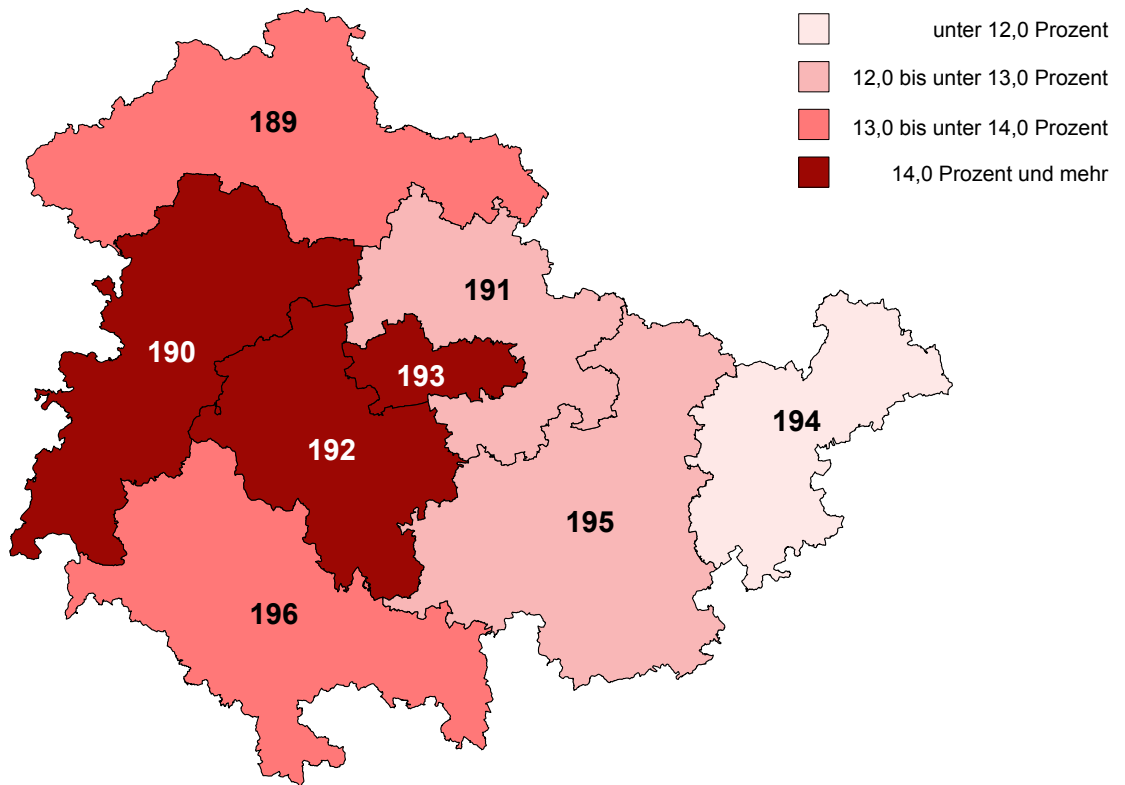 unter 12,0 Prozent
12,0 bis unter 13,0 Prozent
13,0 bis unter 14,0 Prozent
14,0 Prozent und mehr
189
191
190
193
194
192
195
196